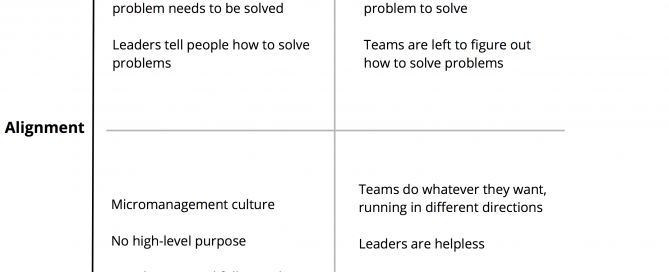 problem needs to be solved
Leaders tell people how to solve
problems
problem to solve
Teams are left to figure out
how to solve problems
Alignment
Micromanagement culture
No high-level purpose
Teams do whatever they want,
running in different directions
Leaders are helpless